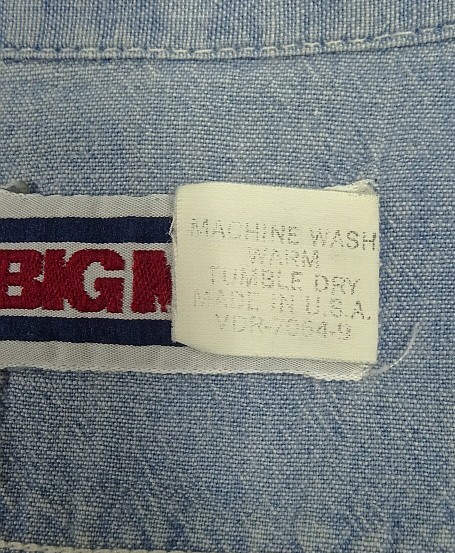 BIG M
MACHINE WASH
WARM
TUMBLE DRY
MADE IN U.S.A.
VDR-7064-9